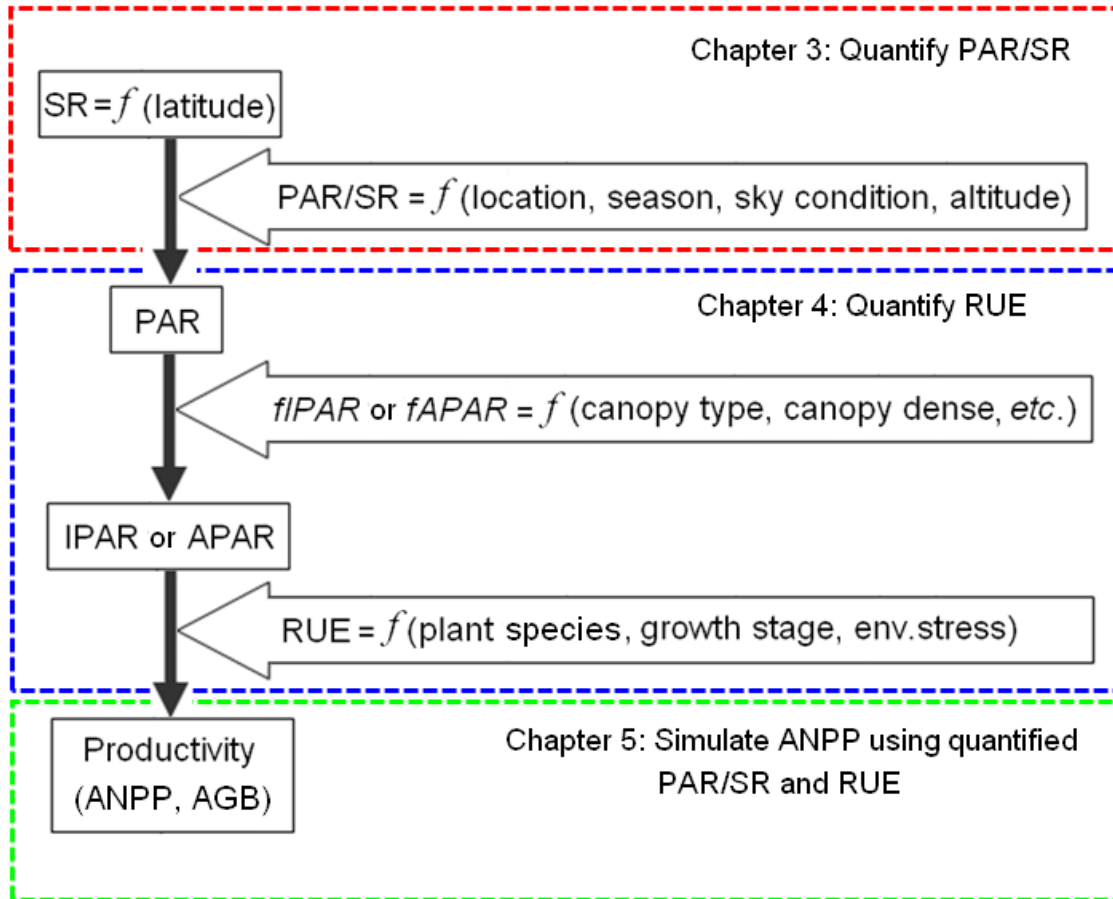 Chapter 3: Quantify PAR/SR
SR = f (latitude)
PAR/SR = f (location, season, sky condition, altitude)
Chapter 4: Quantify RUE
PAR
fIPAR or fAPAR = f (canopy type, canopy dense, etc.)
IPAR or APAR
RUE = f (plant species, growth stage, env.stress)
Chapter 5: Simulate ANPP using quantified
PAR/SR and RUE
Productivity
(ANPP, AGB)